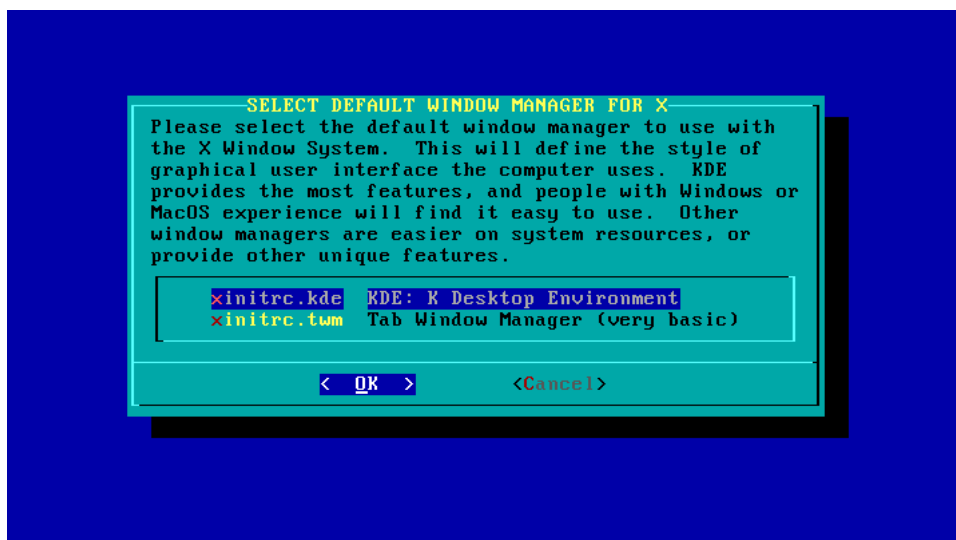 SELECT DEFAULT WINDOW MANAGER FOR X
Please select the default window manager to use with
the X Window System.  This will define the style of
graphical user interface the computer uses.  KDE
provides the most features, and people with Windows or
MacOS experience will find it easy to use.  Other
window managers are easier on system resources, or
provide other unique features.
xinitrc.kde  KDE: K Desktop Environment
xinitrc.twm  Tab Window Manager (very basic)
<  OK  >  <Cancel>